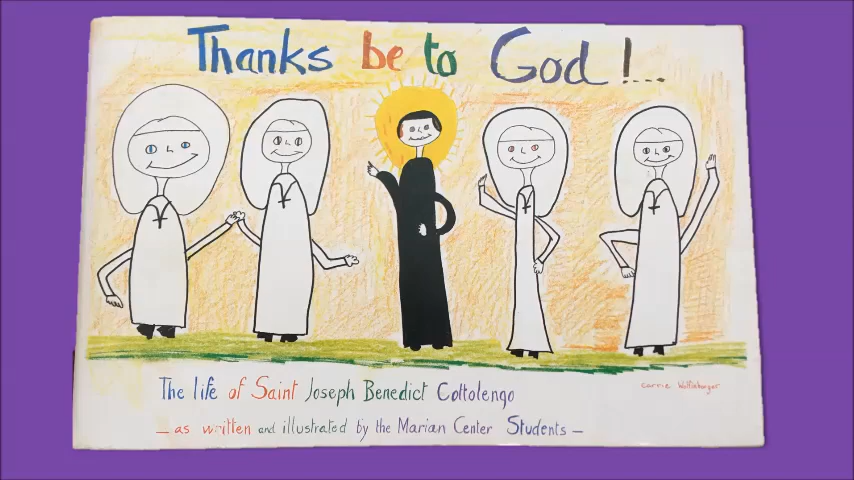 Thanks be to God!...
The life of Saint Joseph Benedict Cottolengo
— as written and illustrated by the Marian Center Students —